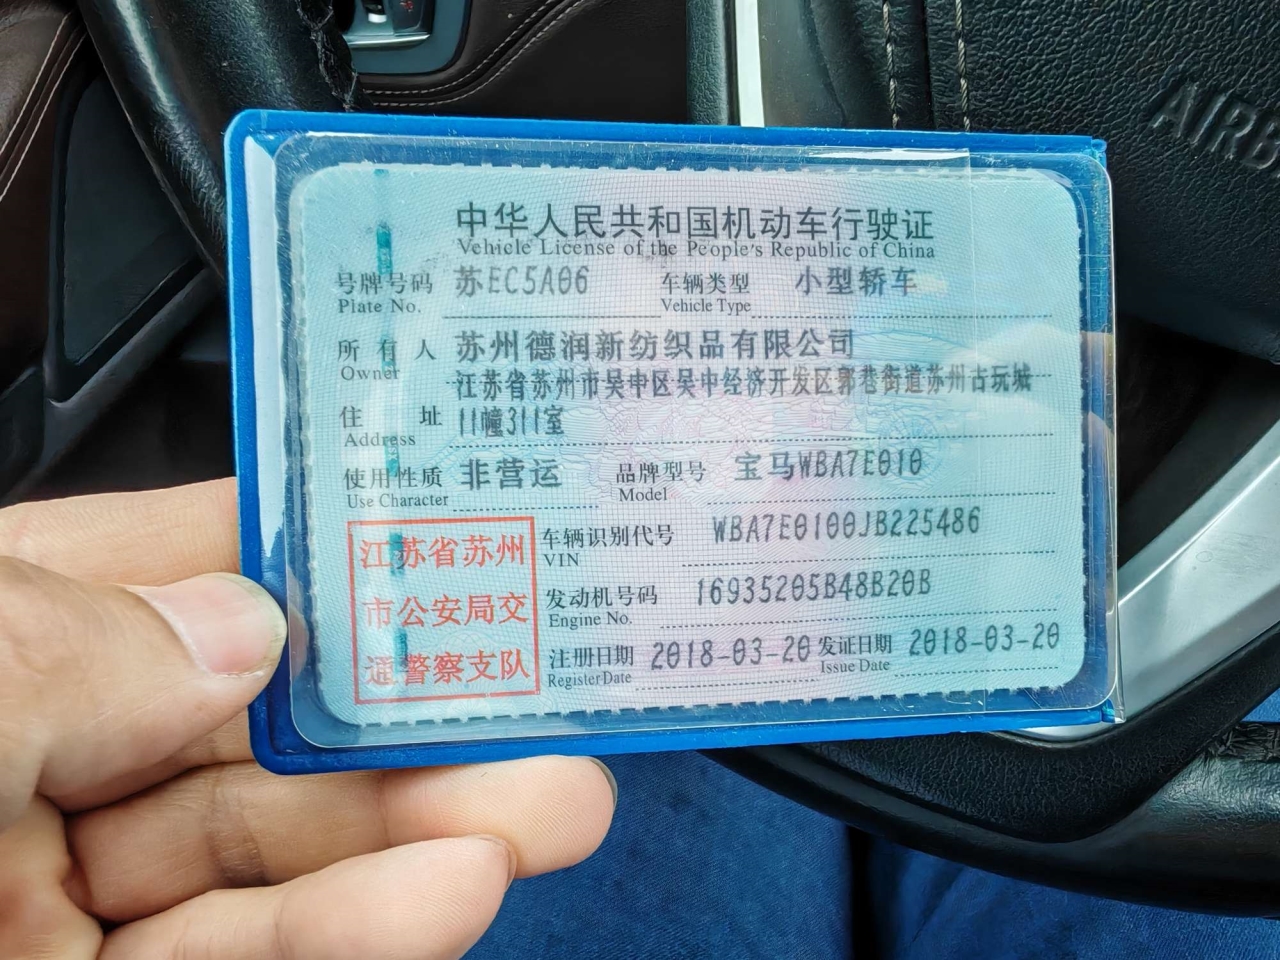 AIRB
中华人民共和国机动车行驶证
Vehicle License of the People's Republic of China
号牌号码 苏EC5A06 车辆类型 小型轿车
Plate No. Vehicle Type
所有人 苏州德润新纺织品有限公司
Owner
江苏省苏州市吴中区吴中经济开发区郭巷街道苏州古玩城
住址 11幢311室
Address
使用性质 非营运 品牌型号 宝马WBA7E010
Use Character Model
江苏省苏州
市公安局交
通警察支队
车辆识别代号 WBA7E0100JB225486
VIN
发动机号码 16935205B48B20B
Engine No.
注册日期 2018-03-20 发证日期 2018-03-20
Register Date Issue Date